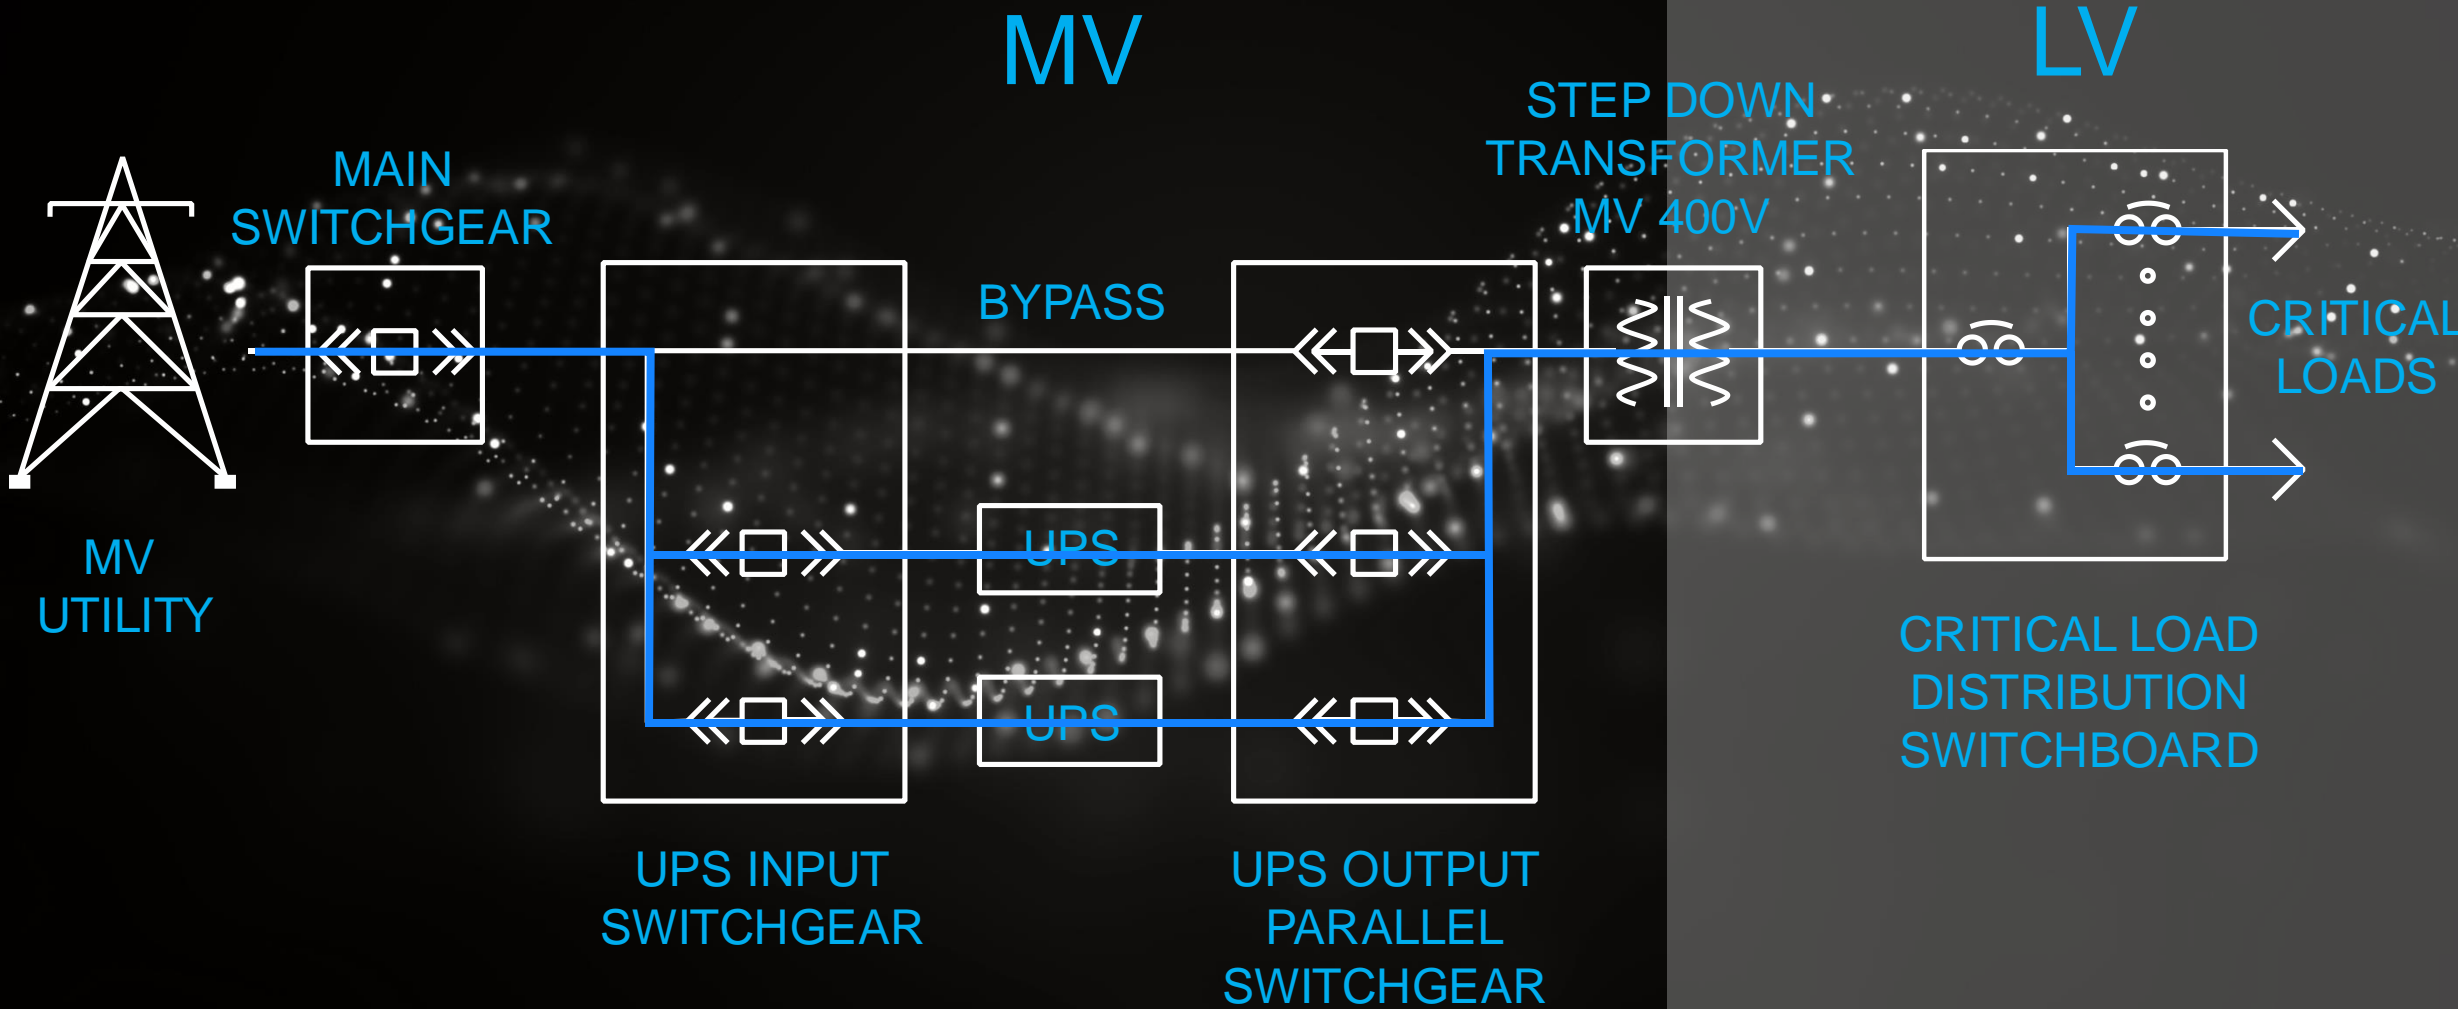 MV
LV
STEP DOWN
TRANSFORMER
MV 400V
MAIN
SWITCHGEAR
BYPASS
CRITICAL
LOADS
UPS
MV
UTILITY
UPS
CRITICAL LOAD
DISTRIBUTION
SWITCHBOARD
UPS INPUT
SWITCHGEAR
UPS OUTPUT
PARALLEL
SWITCHGEAR